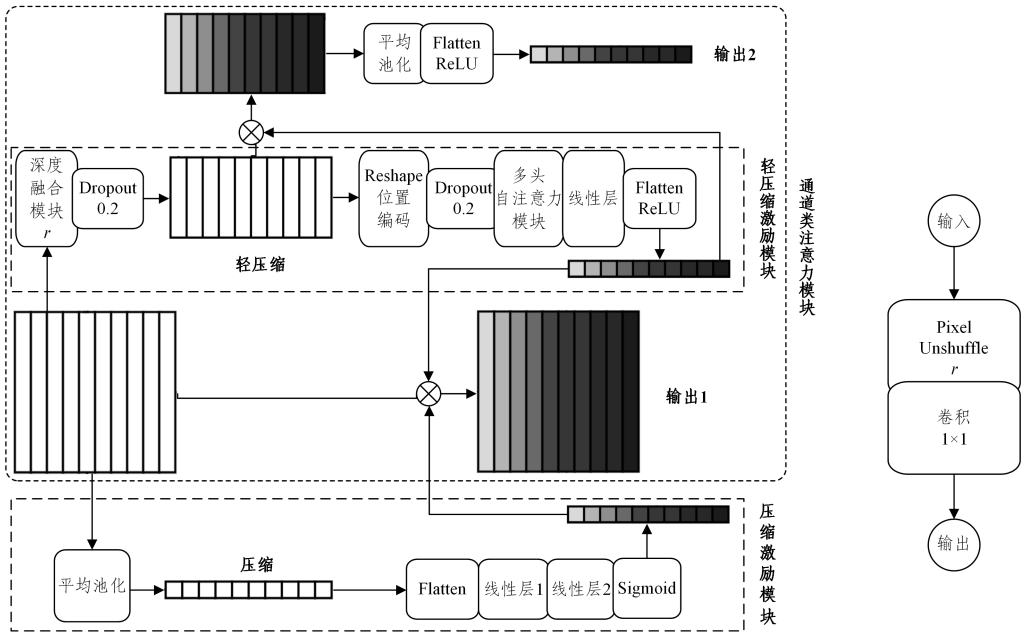 平均
池化
Flatten
ReLU
输出2
深度
融合
模块
r
Dropout
0.2
轻压缩
Reshape
位置
编码
Dropout
0.2
多头
自注意力
模块
线性层
Flatten
ReLU
轻压缩激励模块
通道类注意力模块
输出1
平均池化
压缩
Flatten
线性层1
线性层2
Sigmoid
压缩激励模块
输入
Pixel
Unshuffle
r
卷积
1×1
输出